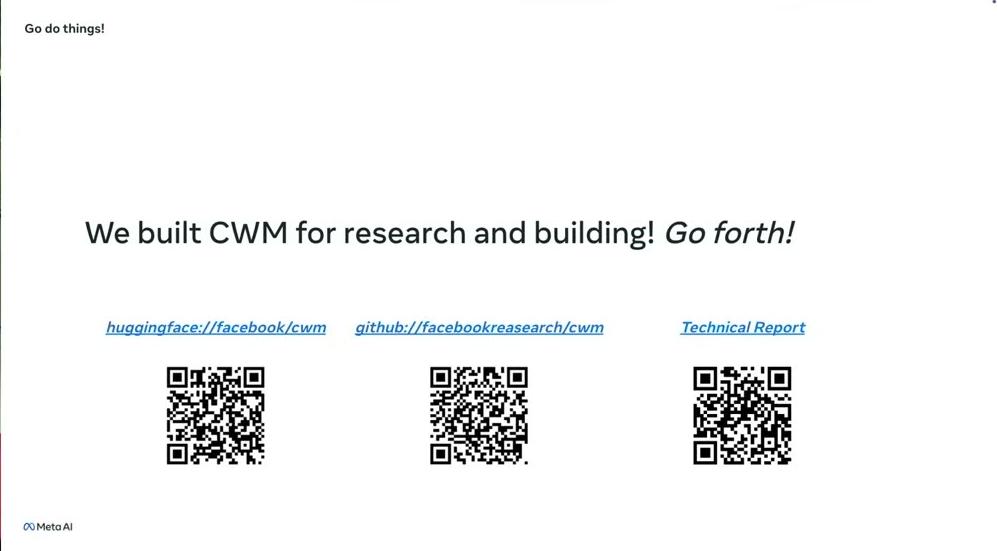 Go do things!
We built CWM for research and building! Go forth!
huggingface://facebook/cwm
github://facebookreasearch/cwm
Technical Report
Meta AI